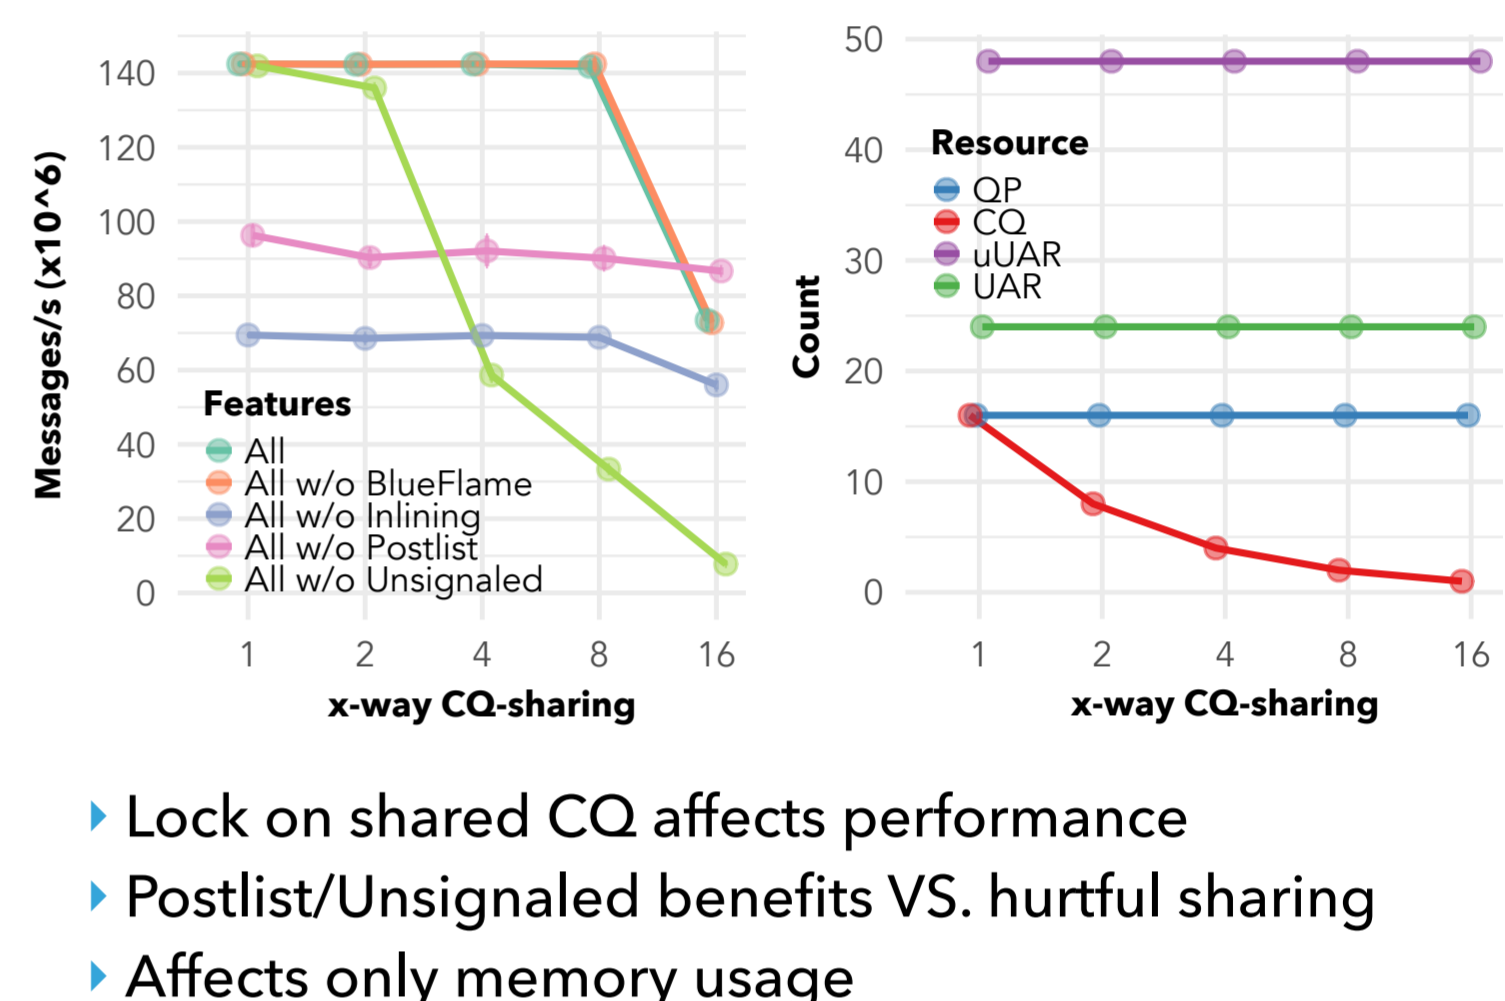 Messages/s (x10^6)
140
120
100
80
60
40
20
0
Features
All
All w/o BlueFlame
All w/o Inlining
All w/o Postlist
All w/o Unsignaled
1 2 4 8 16
x-way CQ-sharing
Count
50
40
30
20
10
0
Resource
QP
CQ
uUAR
UAR
1 2 4 8 16
x-way CQ-sharing
Lock on shared CQ affects performance
Postlist/Unsignaled benefits VS. hurtful sharing
Affects only memory usage